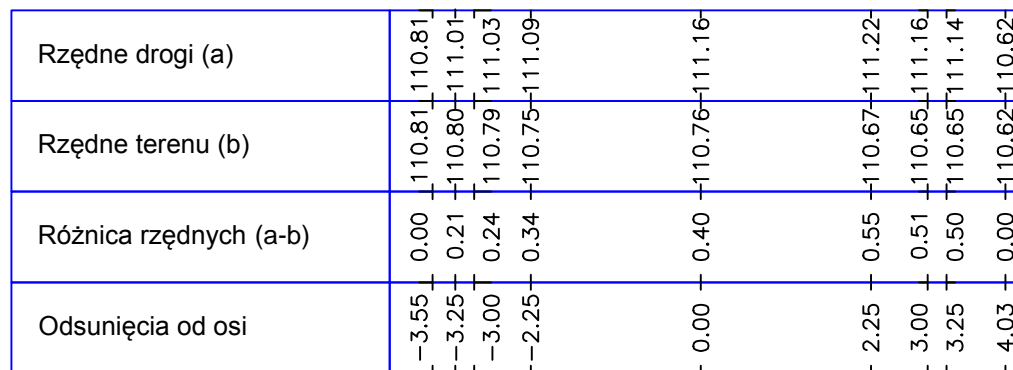 Rzędne drogi (a) 110.81 111.01 111.03 111.09 111.16 111.22 111.16 111.14 110.62
Rzędne terenu (b) 110.81 110.80 110.79 110.75 110.76 110.67 110.65 110.65 110.62
Różnica rzędnych (a-b) 0.00 0.21 0.24 0.34 0.40 0.55 0.51 0.50 0.00
Odsunięcia od osi -3.55 -3.25 -3.00 -2.25 0.00 2.25 3.00 3.25 4.03